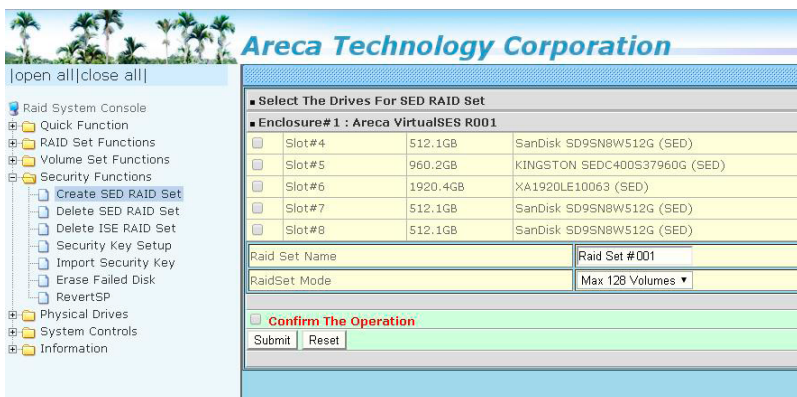 Areca Technology Corporation
|open all|close all|
Raid System Console
Quick Function
RAID Set Functions
Volume Set Functions
Security Functions
Create SED RAID Set
Delete SED RAID Set
Delete ISE RAID Set
Security Key Setup
Import Security Key
Erase Failed Disk
RevertSP
Physical Drives
System Controls
Information
Select The Drives For SED RAID Set
Enclosure#1 : Areca VirtualSES R001
Slot#4 512.1GB SanDisk SD9SN8W512G (SED)
Slot#5 960.2GB KINGSTON SEDC400S37960G (SED)
Slot#6 1920.4GB XA1920LE10063 (SED)
Slot#7 512.1GB SanDisk SD9SN8W512G (SED)
Slot#8 512.1GB SanDisk SD9SN8W512G (SED)
Raid Set Name Raid Set #001
RaidSet Mode Max 128 Volumes
Confirm The Operation
Submit Reset